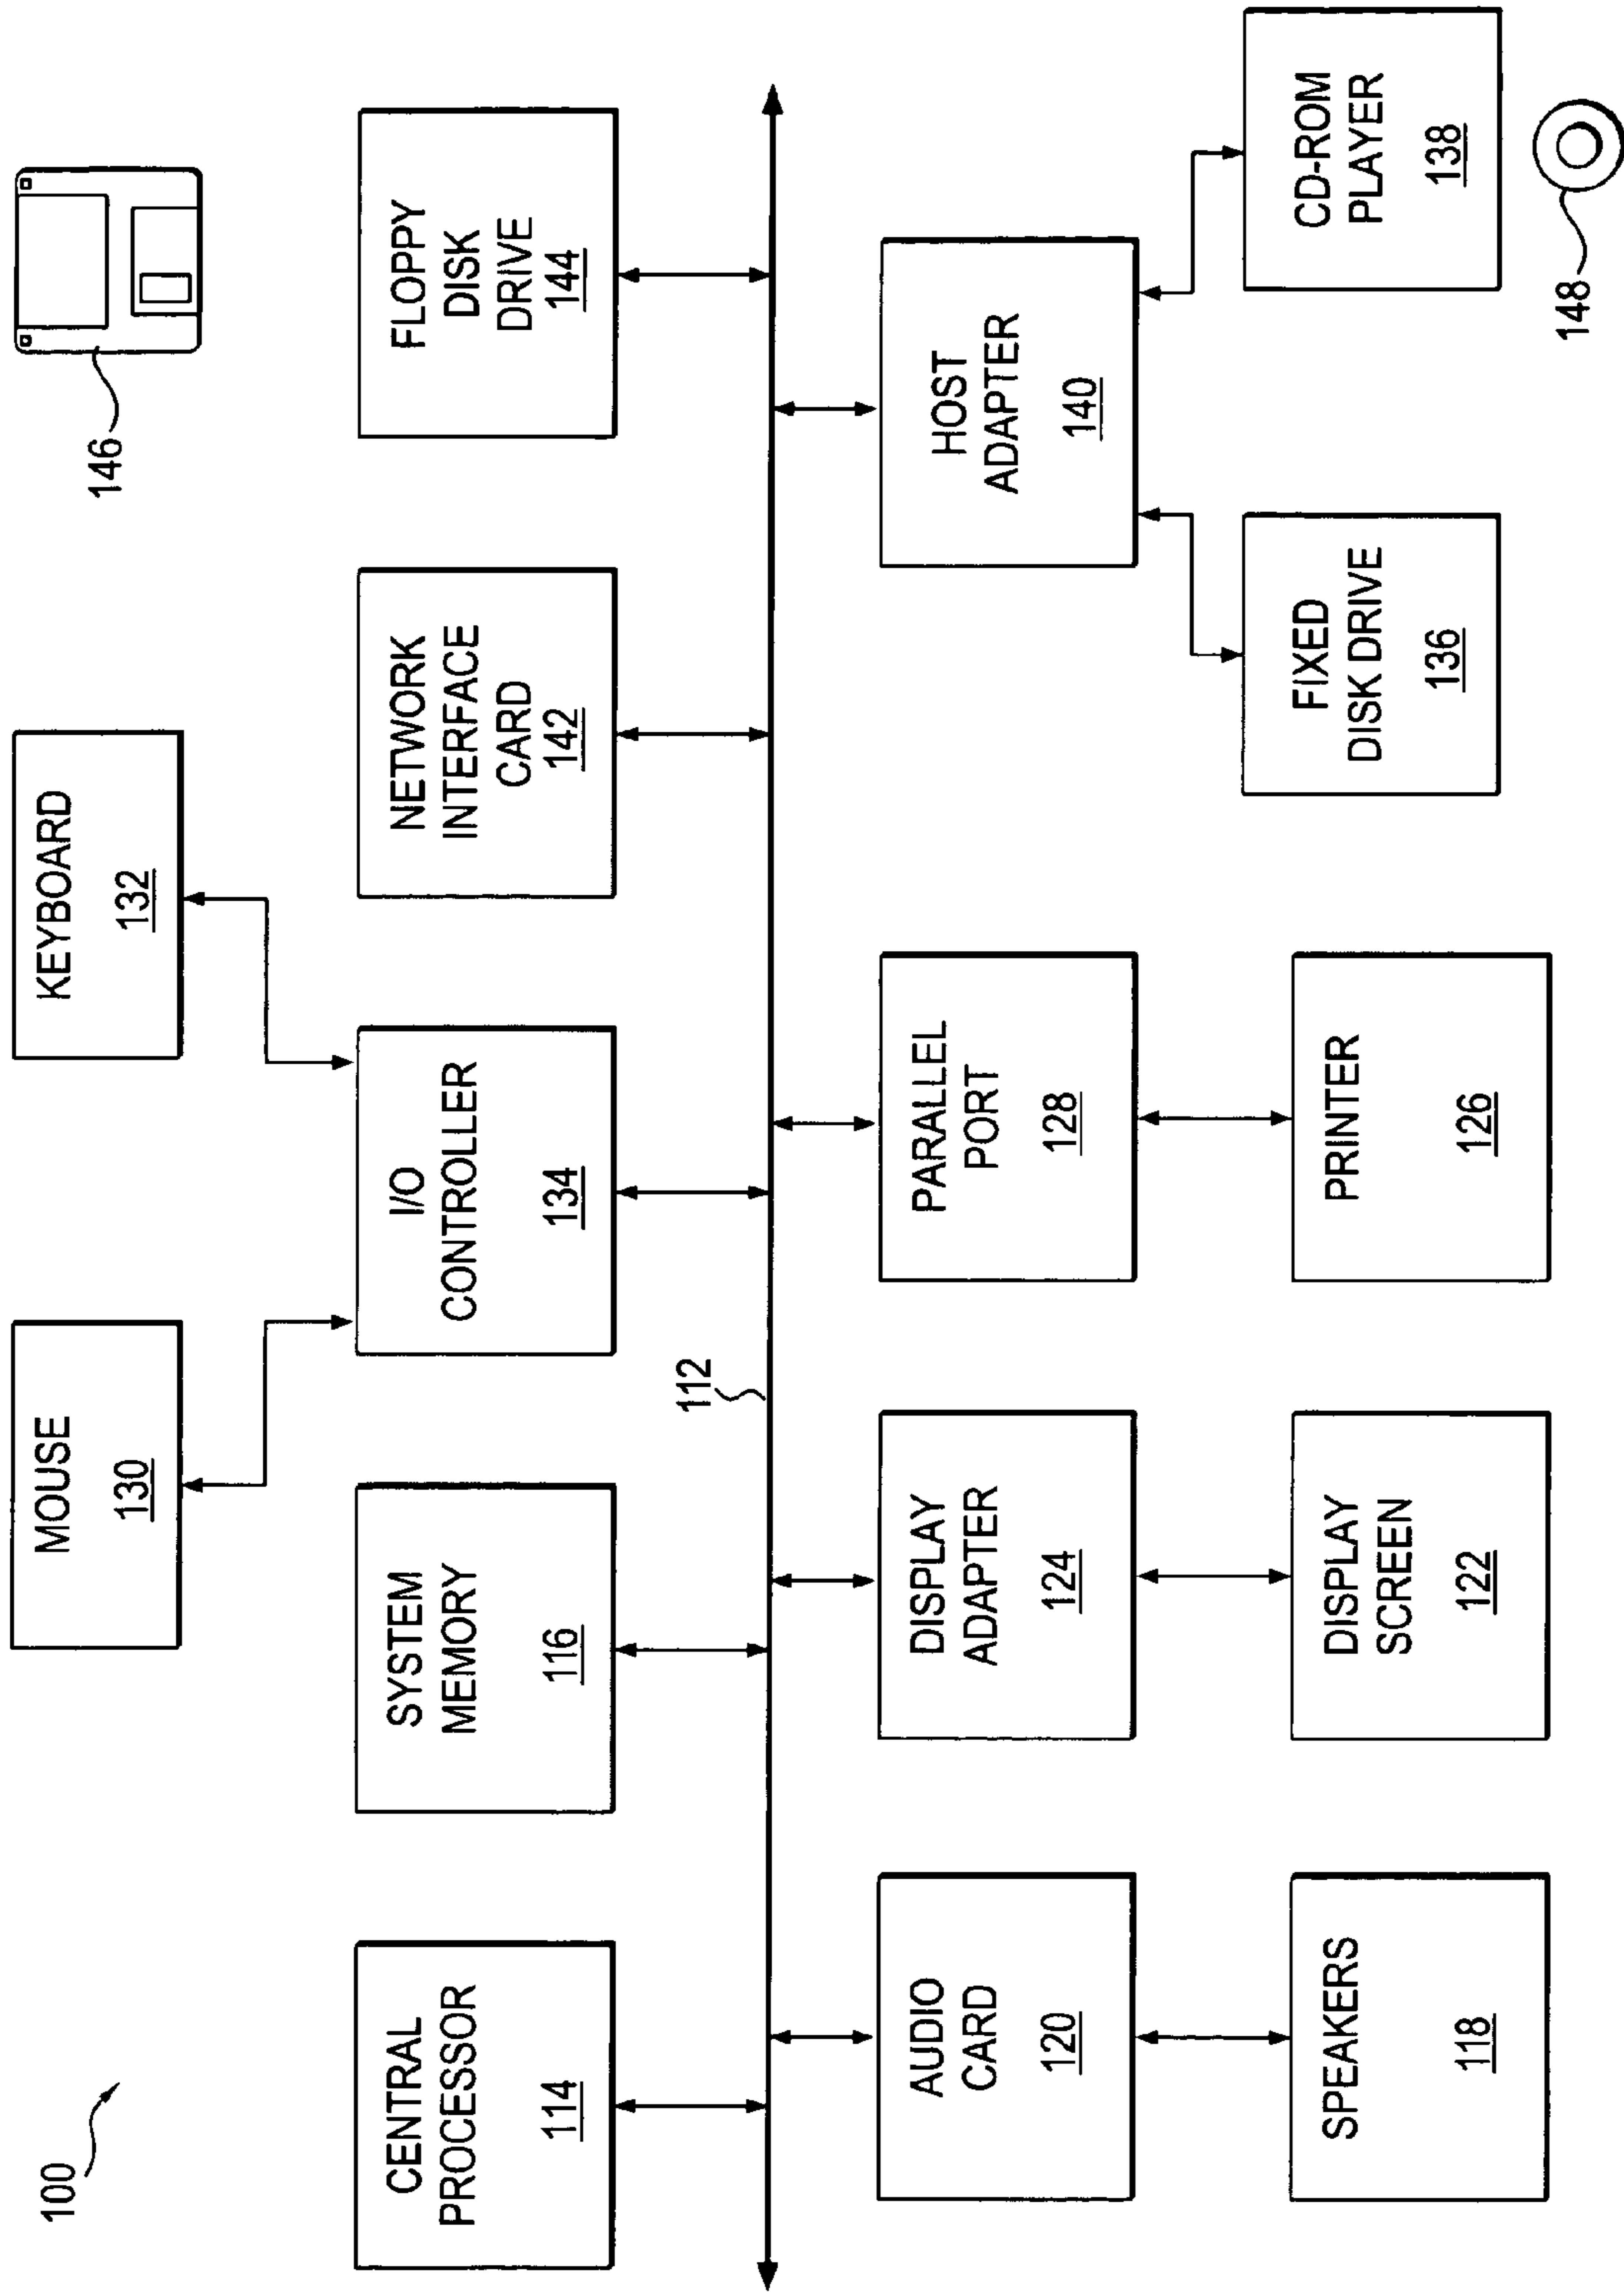 100
MOUSE
130
KEYBOARD
132
146
CENTRAL
PROCESSOR
114
SYSTEM
MEMORY
116
I/O
CONTROLLER
134
NETWORK
INTERFACE
CARD
142
FLOPPY
DISK
DRIVE
144
112
AUDIO
CARD
120
DISPLAY
ADAPTER
124
PARALLEL
PORT
128
HOST
ADAPTER
140
SPEAKERS
118
DISPLAY
SCREEN
122
PRINTER
126
FIXED
DISK DRIVE
136
CD-ROM
PLAYER
138
148